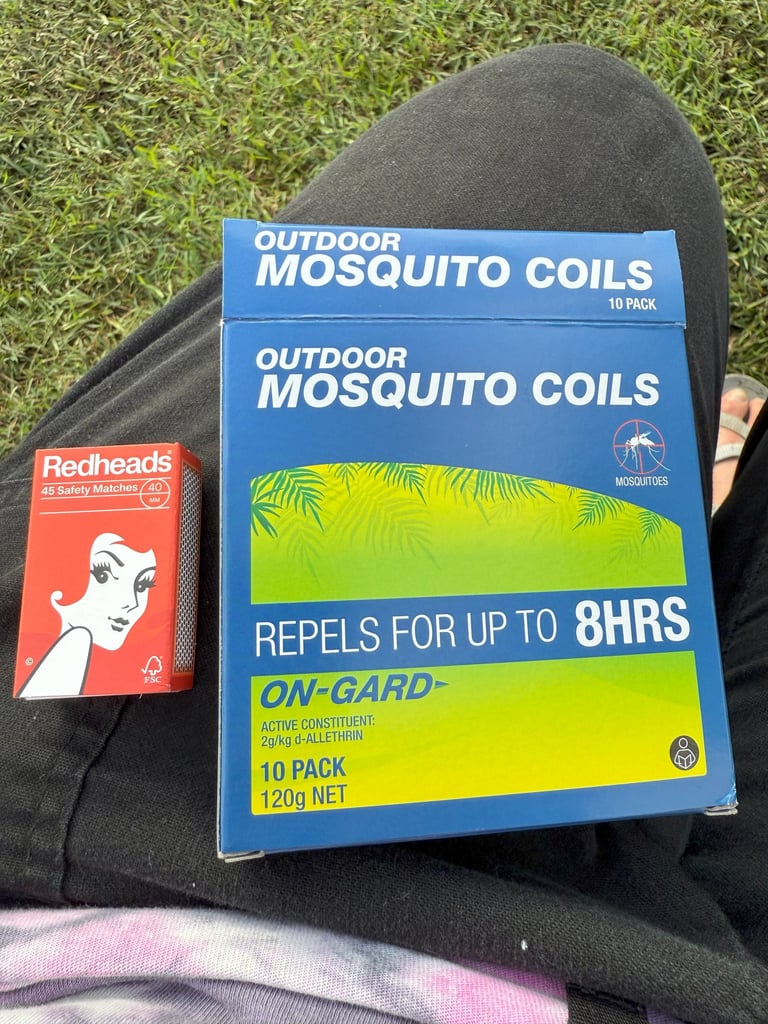 OUTDOOR
MOSQUITO COILS
10 PACK
OUTDOOR
MOSQUITO COILS
MOSQUITOES
REPELS FOR UP TO 8HRS
ON-GARD
ACTIVE CONSTITUENT:
2g/kg d-ALLETHRIN
10 PACK
120g NET
Redheads®
45 Safety Matches
40
MM
©
FSC